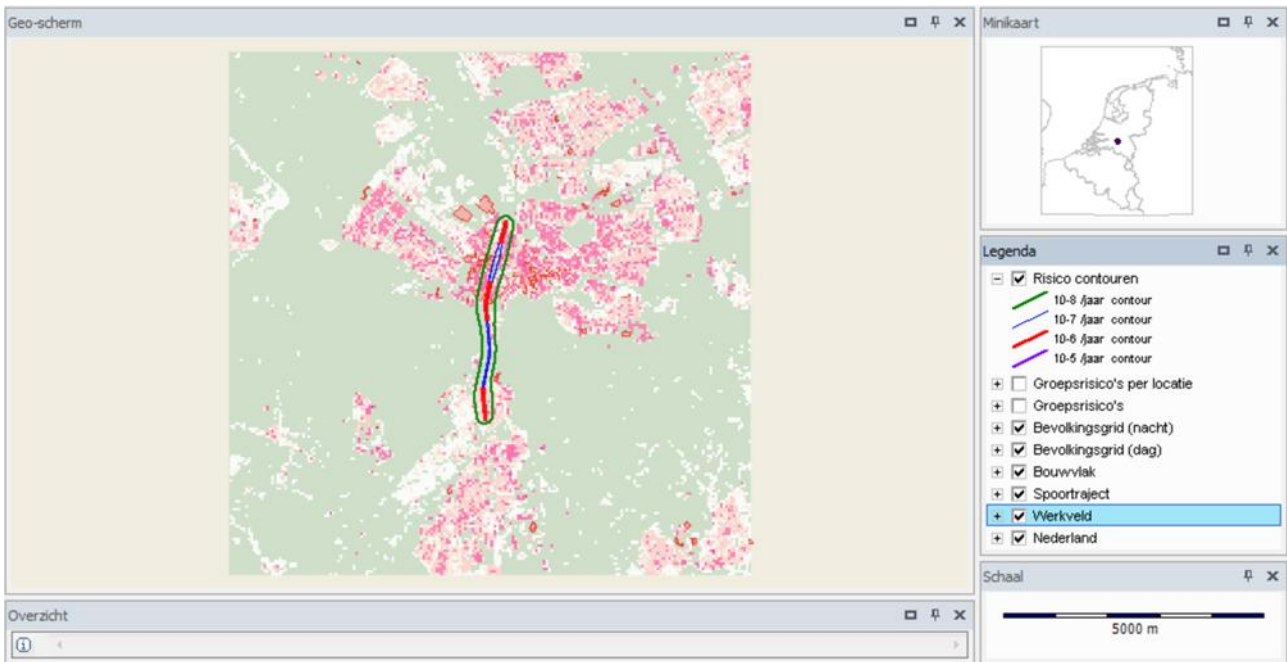 Geo-scherm
Minikaart
Legenda
Risico contouren
10-8 /jaar contour
10-7 /jaar contour
10-6 /jaar contour
10-5 /jaar contour
Groepsrisico's per locatie
Groepsrisico's
Bevolkingsgrid (nacht)
Bevolkingsgrid (dag)
Bouwvlak
Spoortraject
Werkveld
Nederland
Schaal
5000 m
Overzicht